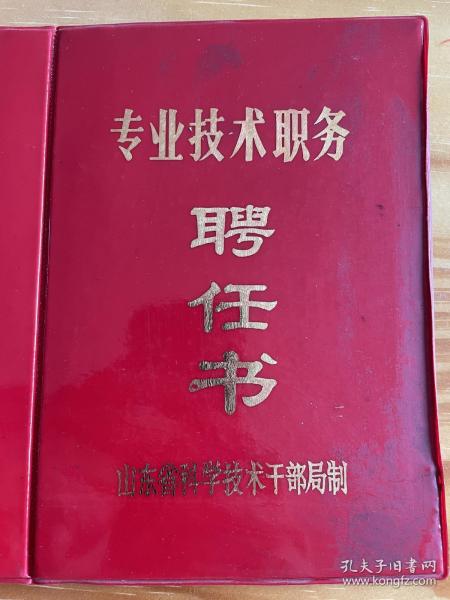 专业技术职务
聘
任
书
山东省科学技术干部局制
孔夫子旧书网
www.kongfz.com